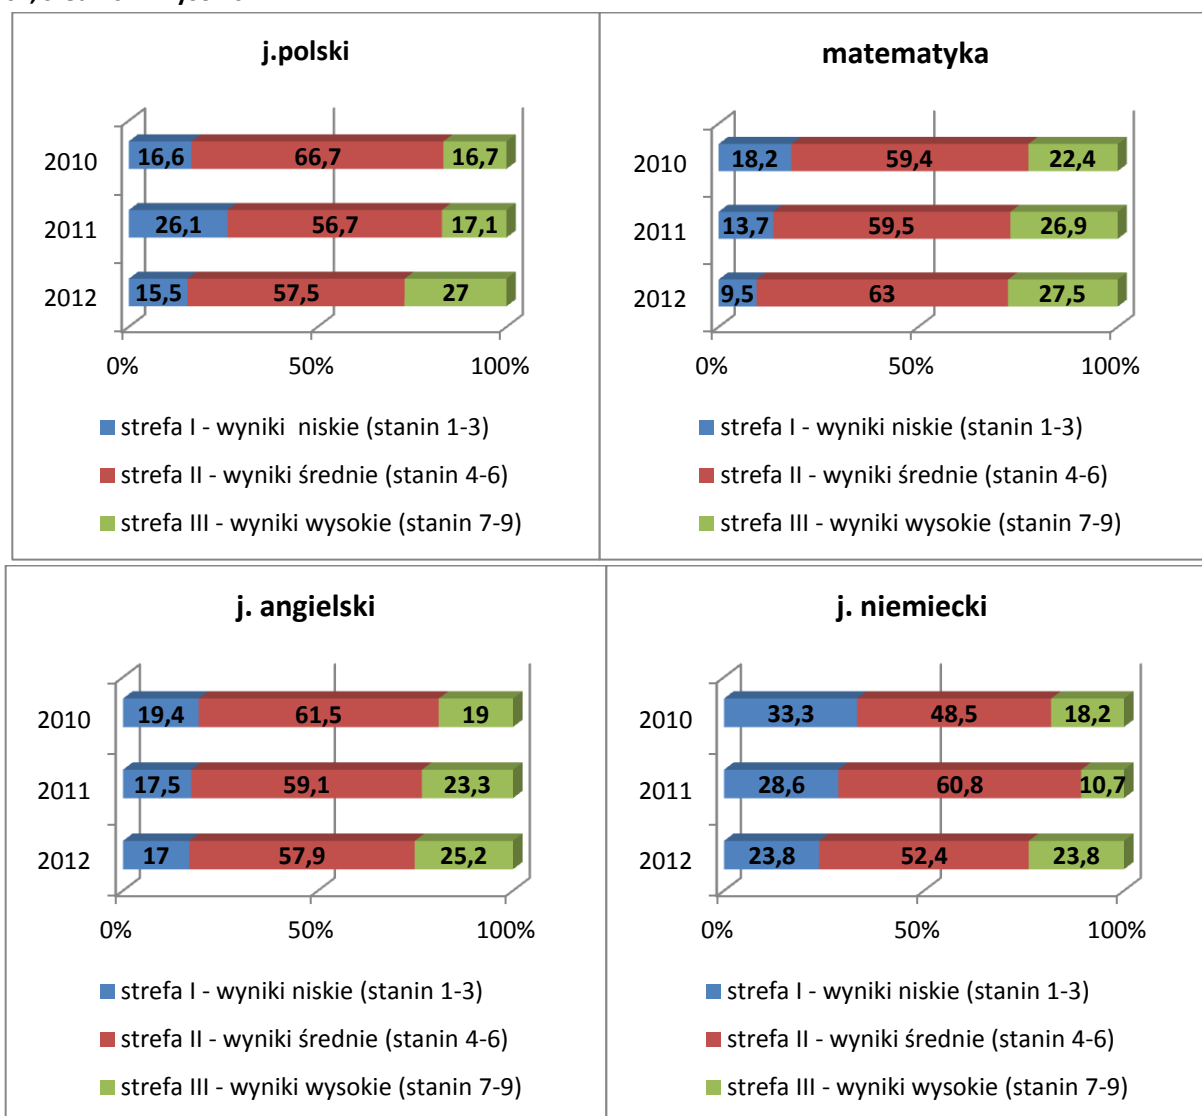 j.polski
2010 16,6 66,7 16,7
2011 26,1 56,7 17,1
2012 15,5 57,5 27
0% 50% 100%
strefa I - wyniki niskie (stanin 1-3)
strefa II - wyniki średnie (stanin 4-6)
strefa III - wyniki wysokie (stanin 7-9)
matematyka
2010 18,2 59,4 22,4
2011 13,7 59,5 26,9
2012 9,5 63 27,5
0% 50% 100%
strefa I - wyniki niskie (stanin 1-3)
strefa II - wyniki średnie (stanin 4-6)
strefa III - wyniki wysokie (stanin 7-9)
j. angielski
2010 19,4 61,5 19
2011 17,5 59,1 23,3
2012 17 57,9 25,2
0% 50% 100%
strefa I - wyniki niskie (stanin 1-3)
strefa II - wyniki średnie (stanin 4-6)
strefa III - wyniki wysokie (stanin 7-9)
j. niemiecki
2010 33,3 48,5 18,2
2011 28,6 60,8 10,7
2012 23,8 52,4 23,8
0% 50% 100%
strefa I - wyniki niskie (stanin 1-3)
strefa II - wyniki średnie (stanin 4-6)
strefa III - wyniki wysokie (stanin 7-9)